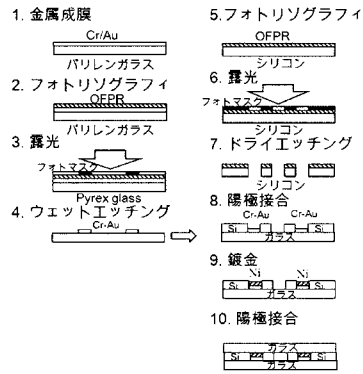 1. 金属成膜
Cr/Au
パリレンガラス
2. フォトリソグラフィ
OFPR
パリレンガラス
3. 露光
フォトマスク
Pyrex glass
4. ウェットエッチング
Cr-Au
5.フォトリソグラフィ
OFPR
シリコン
6. 露光
フォトマスク
シリコン
7. ドライエッチング
シリコン
8. 陽極接合
Cr-Au Cr-Au
Si Si
ガラス
9. 鍍金
Ni Ni
Si Si
ガラス
10. 陽極接合
ガラス
Si Si
ガラス